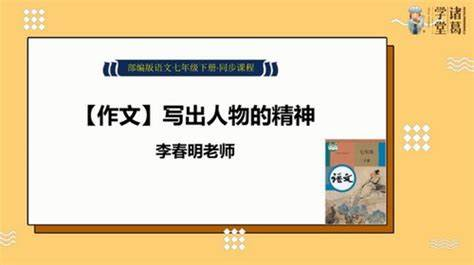 诸葛学堂
部编版语文七年级下册·同步课程
【作文】写出人物的精神
李春明老师
七年级
下册
语文